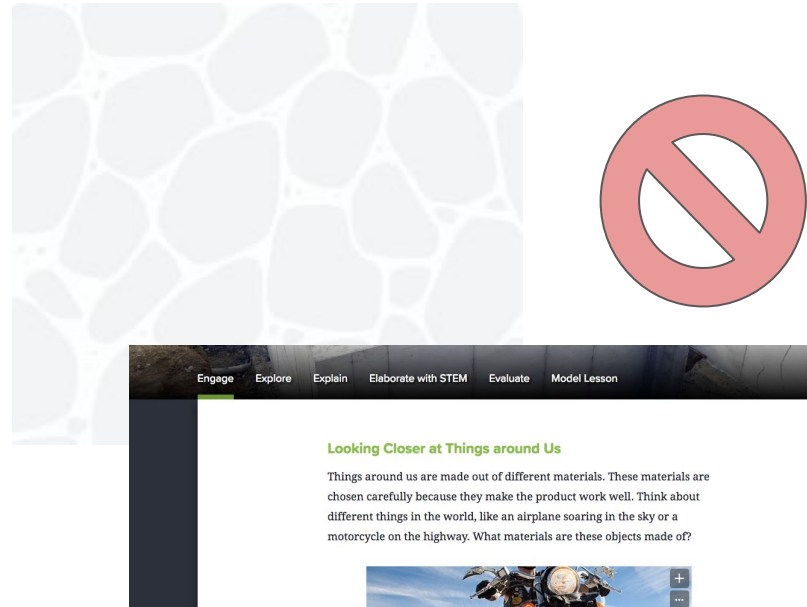 Engage Explore Explain Elaborate with STEM Evaluate Model Lesson
Looking Closer at Things around Us
Things around us are made out of different materials. These materials are
chosen carefully because they make the product work well. Think about
different things in the world, like an airplane soaring in the sky or a
motorcycle on the highway. What materials are these objects made of?